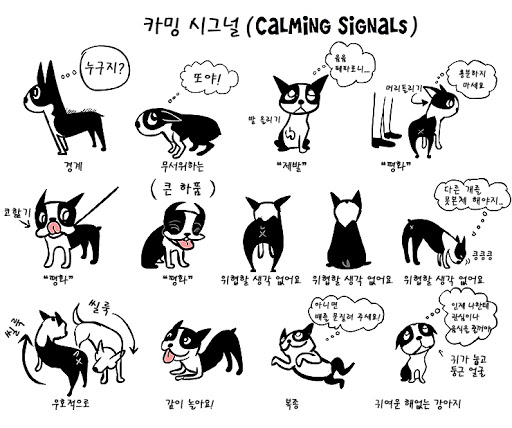 카밍 시그널 (CALMING SIGNALS)
누구지?
경계
또야!
무서워하는
음음
페파로니...
발 올리기
"제발"
흥분하지
마세요
머리돌리기
"평화"
코핥기
"평화"
(큰 하품)
"평화"
위협할 생각 없어요
위협할 생각 없어요
다른 개를
못본체 해야지...
킁킁킁
위협할 생각 없어요
씰룩
씰룩
우호적으로
같이 놀아요!
아니면
배를 문질러 주세요!
복종
언제 나한테
관심이나
음식을 줄꺼야
귀가 눕고
둥근 얼굴
귀여운 해없는 강아지